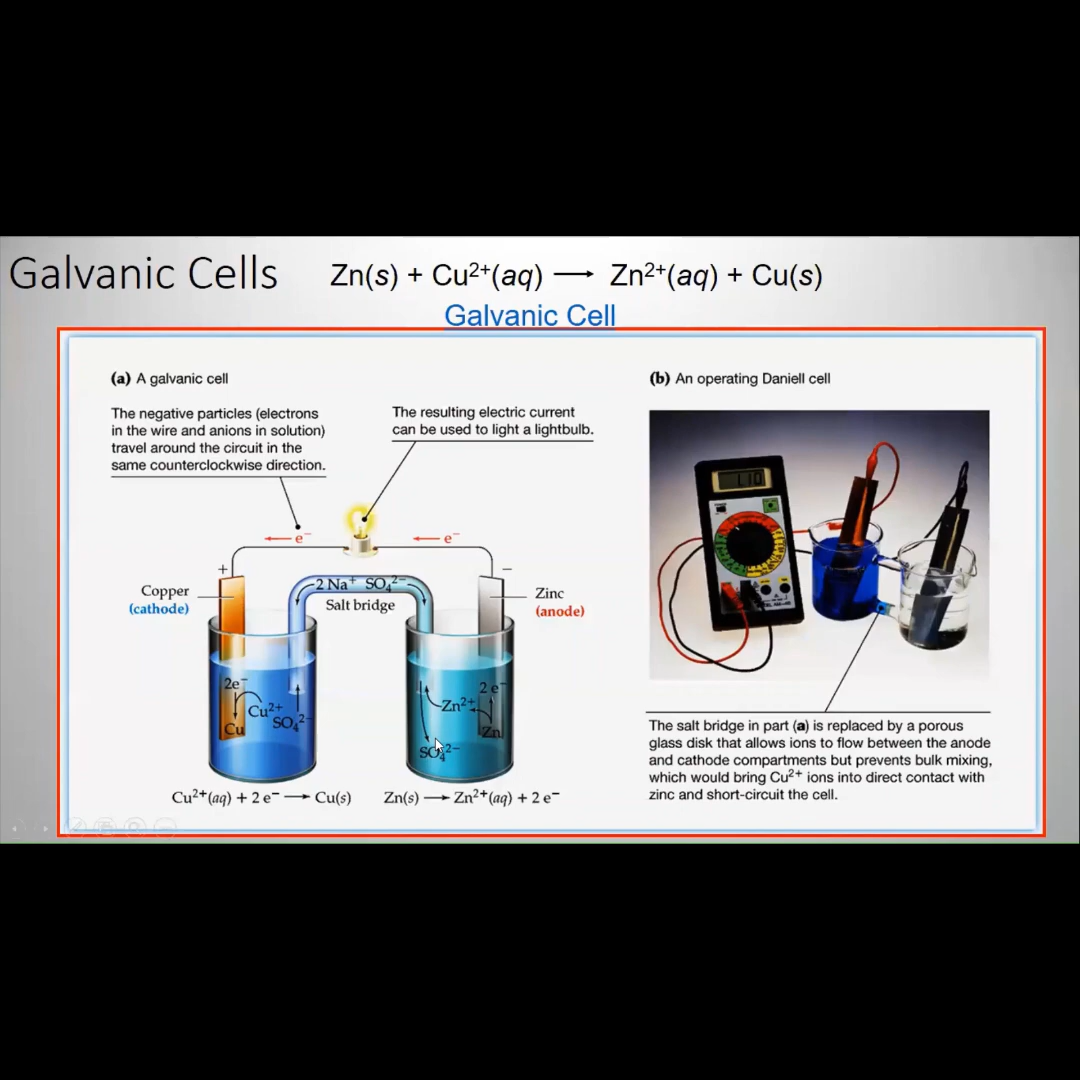 Galvanic Cells
Zn(s) + Cu²⁺(aq) ⟶ Zn²⁺(aq) + Cu(s)
Galvanic Cell
(a) A galvanic cell
The negative particles (electrons
in the wire and anions in solution)
travel around the circuit in the
same counterclockwise direction.
The resulting electric current
can be used to light a lightbulb.
e⁻
e⁻
+
−
Copper
(cathode)
2 Na⁺ SO₄²⁻
Salt bridge
Zinc
(anode)
2e⁻
Cu²⁺
Cu
SO₄²⁻
2 e⁻
Zn²⁺
Zn
SO₄²⁻
Cu²⁺(aq) + 2 e⁻ ⟶ Cu(s)
Zn(s) ⟶ Zn²⁺(aq) + 2 e⁻
(b) An operating Daniell cell
1.10
The salt bridge in part (a) is replaced by a porous
glass disk that allows ions to flow between the anode
and cathode compartments but prevents bulk mixing,
which would bring Cu²⁺ ions into direct contact with
zinc and short-circuit the cell.